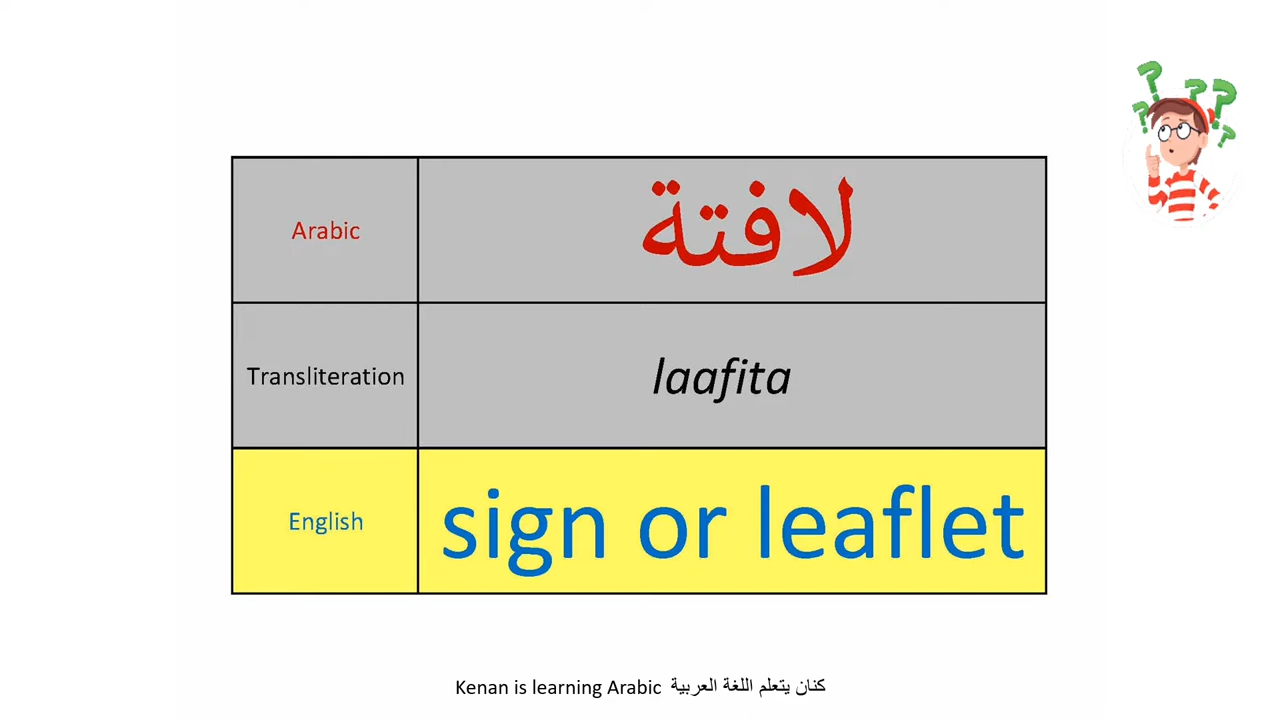 Arabic لافتة
Transliteration laafita
English sign or leaflet
Kenan is learning Arabic كنان يتعلم اللغة العربية